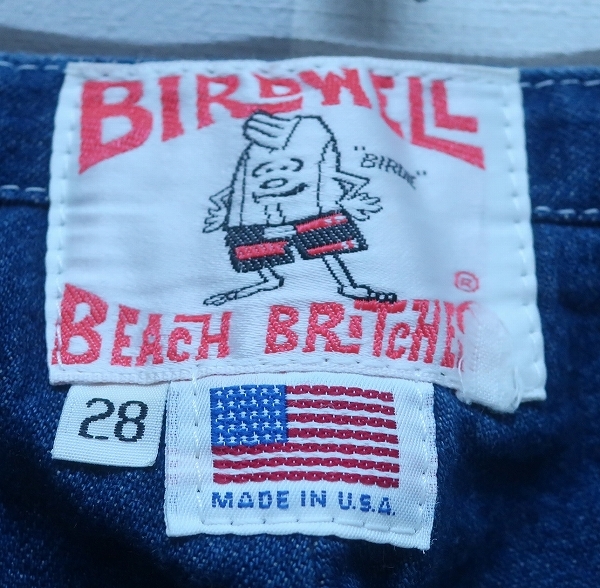 BIRDWELL
"BIRDIE"
®
BEACH BRITCHES
28
MADE IN U.S.A.